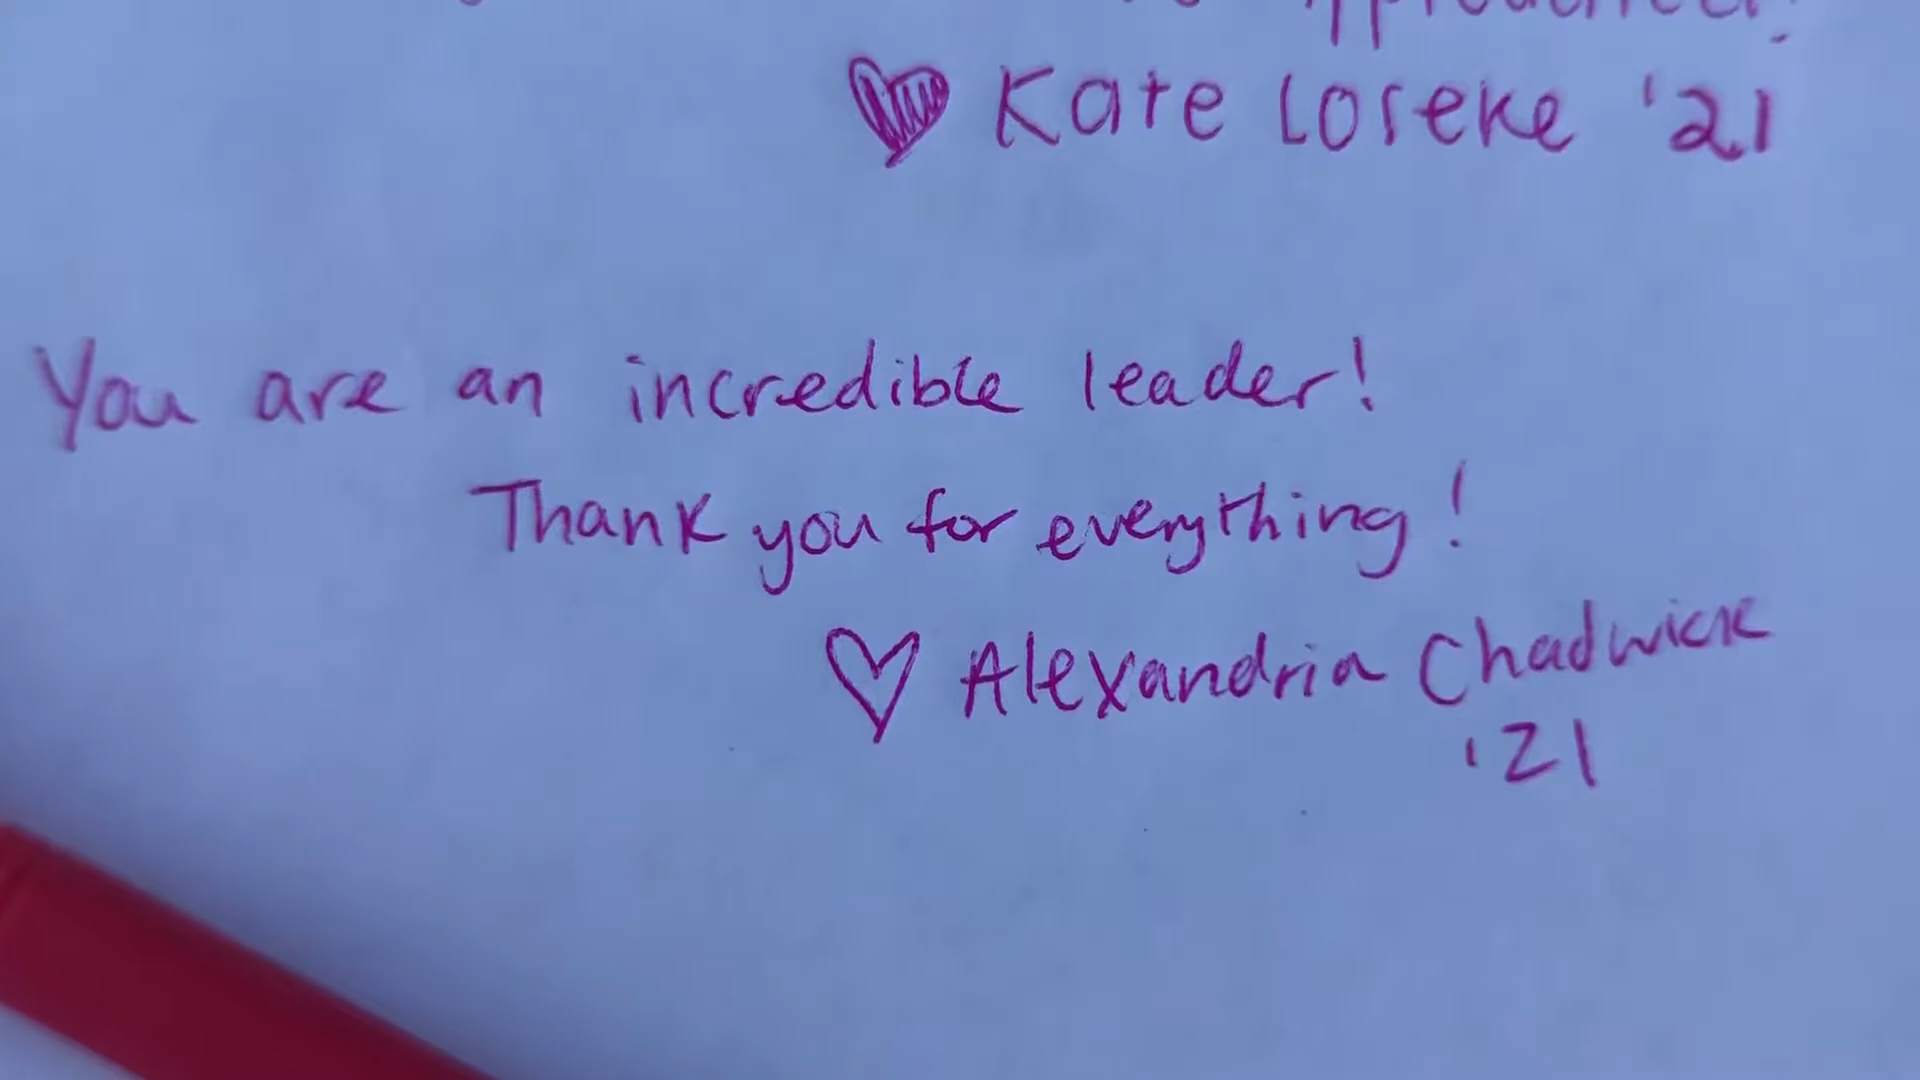 ♥ Kate Loseke '21
You are an incredible leader!
Thank you for everything!
♡ Alexandria Chadwick
'21